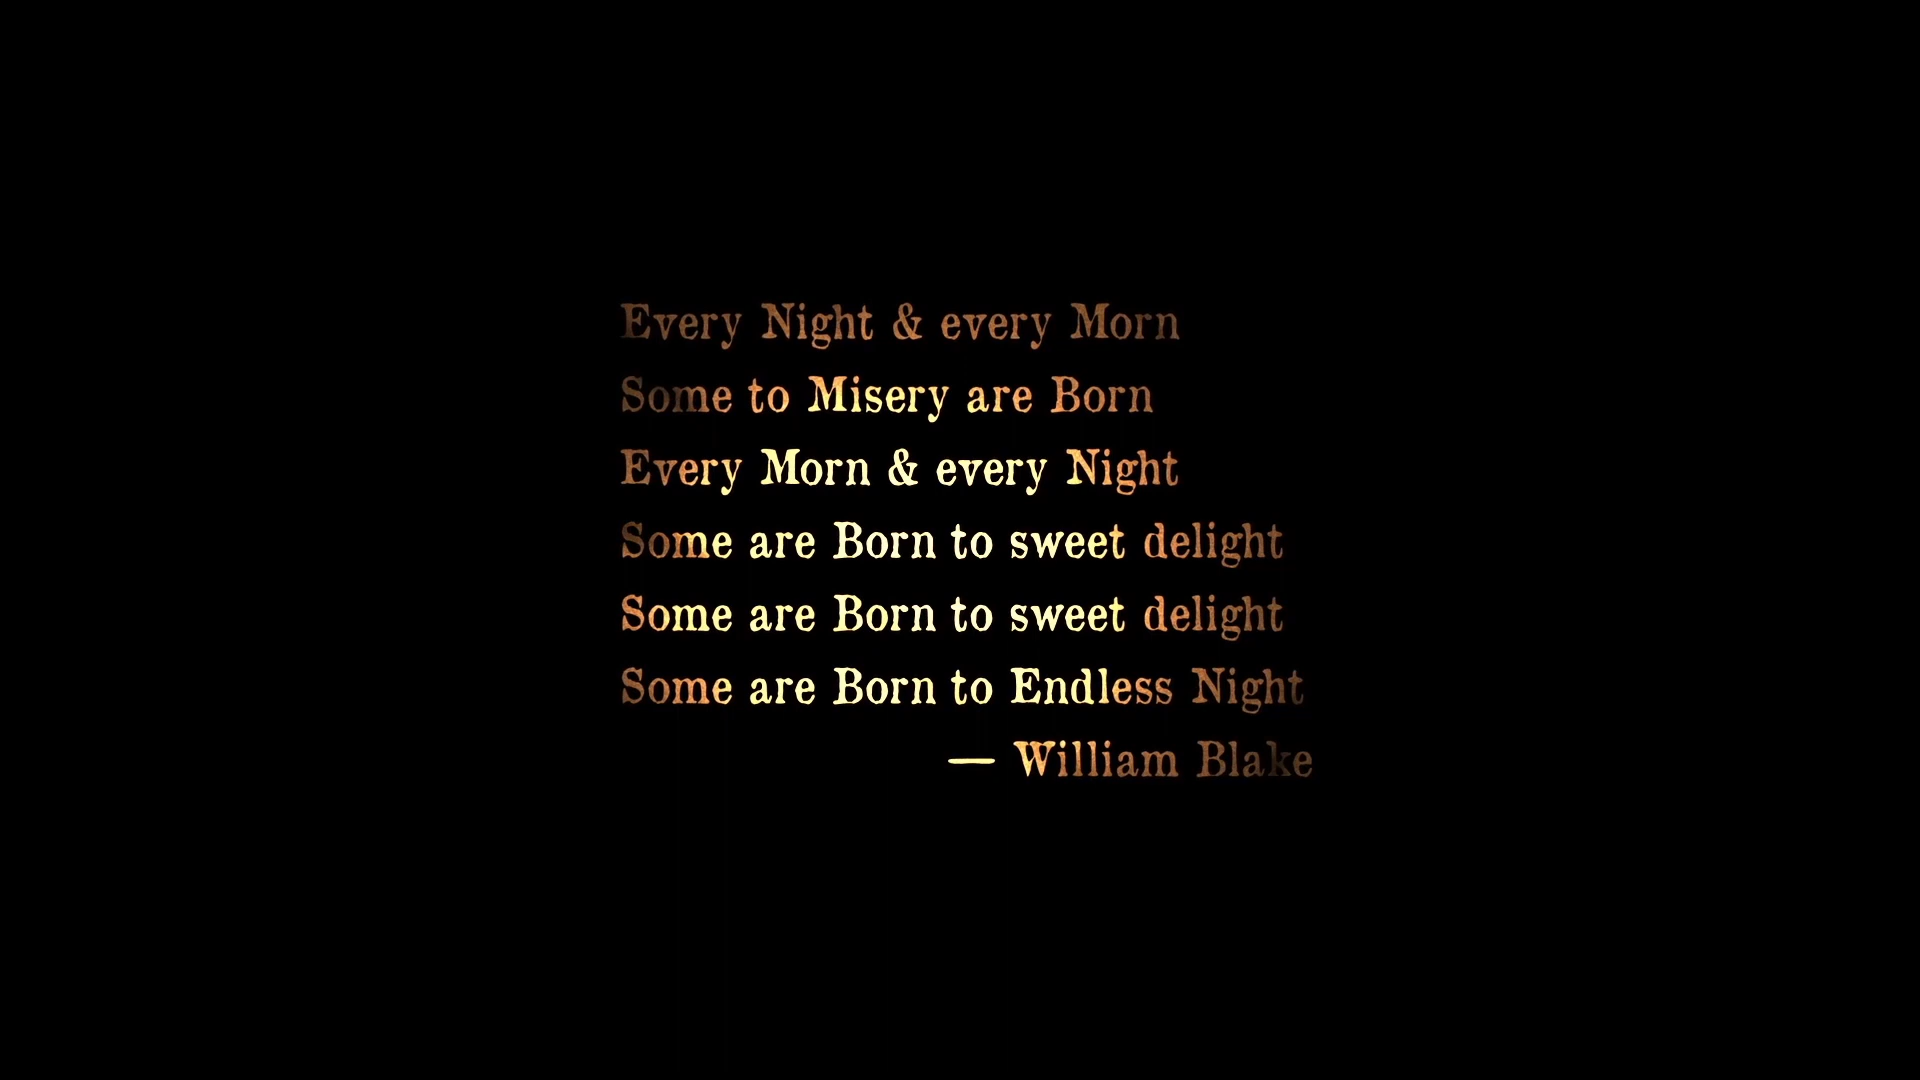 Every Night & every Morn
Some to Misery are Born
Every Morn & every Night
Some are Born to sweet delight
Some are Born to sweet delight
Some are Born to Endless Night
— William Blake